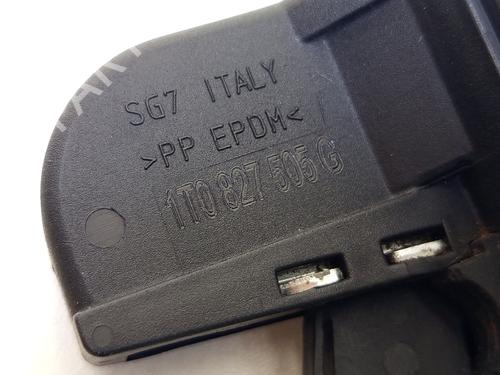 SG7 ITALY
>PP EPDM<
1T0 827 505 G